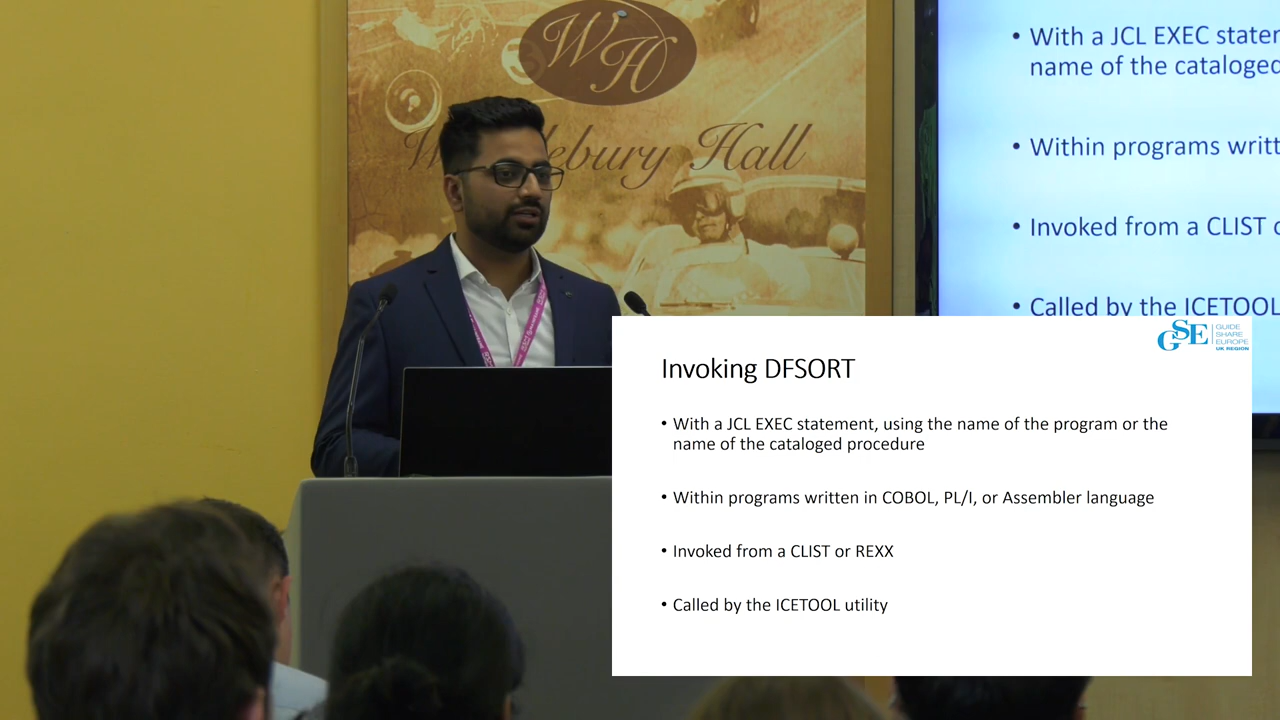 WH
Hall
• With a JCL EXEC
name of the cataloged
• Within programs
• Invoked from a CLIST
• Called by the ICETOOL
GSE
GUIDE
SHARE
EUROPE
UK REGION
Invoking DFSORT
• With a JCL EXEC statement, using the name of the program or the
name of the cataloged procedure
• Within programs written in COBOL, PL/I, or Assembler language
• Invoked from a CLIST or REXX
• Called by the ICETOOL utility